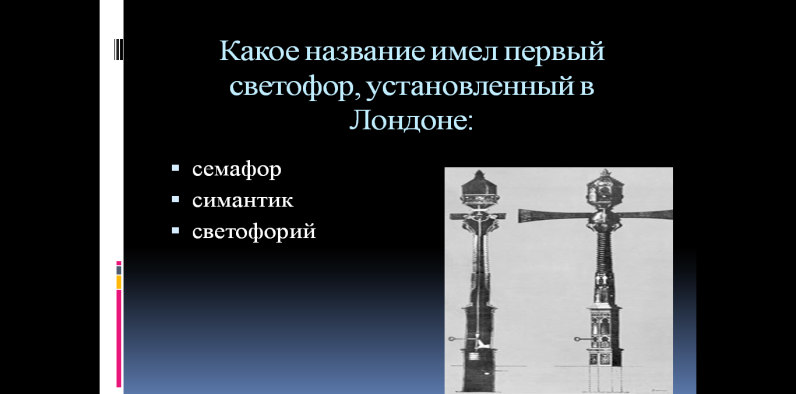 Какое название имел первый
светофор, установленный в
Лондоне:
семафор
симантик
светофорий